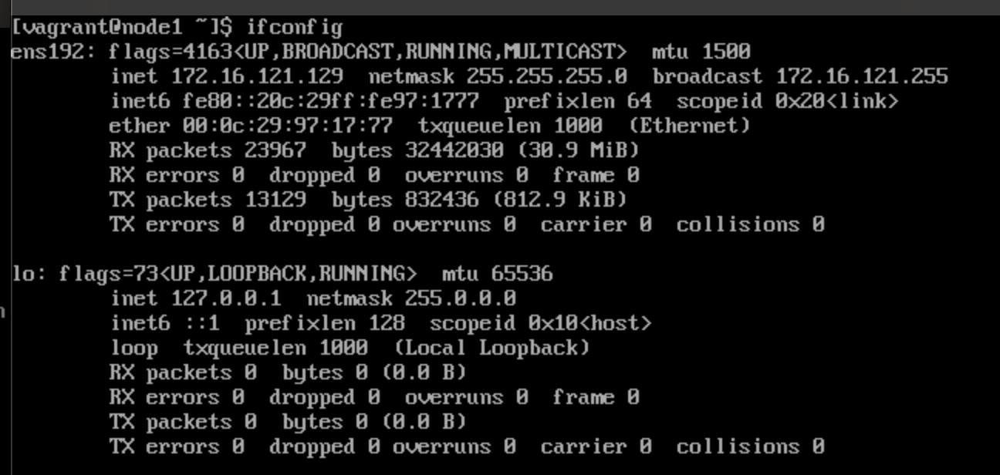 [vagrant@node1 ~]$ ifconfig
ens192: flags=4163<UP,BROADCAST,RUNNING,MULTICAST>  mtu 1500
        inet 172.16.121.129  netmask 255.255.255.0  broadcast 172.16.121.255
        inet6 fe80::20c:29ff:fe97:1777  prefixlen 64  scopeid 0x20<link>
        ether 00:0c:29:97:17:77  txqueuelen 1000  (Ethernet)
        RX packets 23967  bytes 32442030 (30.9 MiB)
        RX errors 0  dropped 0  overruns 0  frame 0
        TX packets 13129  bytes 832436 (812.9 KiB)
        TX errors 0  dropped 0 overruns 0  carrier 0  collisions 0
lo: flags=73<UP,LOOPBACK,RUNNING>  mtu 65536
        inet 127.0.0.1  netmask 255.0.0.0
        inet6 ::1  prefixlen 128  scopeid 0x10<host>
        loop  txqueuelen 1000  (Local Loopback)
        RX packets 0  bytes 0 (0.0 B)
        RX errors 0  dropped 0  overruns 0  frame 0
        TX packets 0  bytes 0 (0.0 B)
        TX errors 0  dropped 0 overruns 0  carrier 0  collisions 0